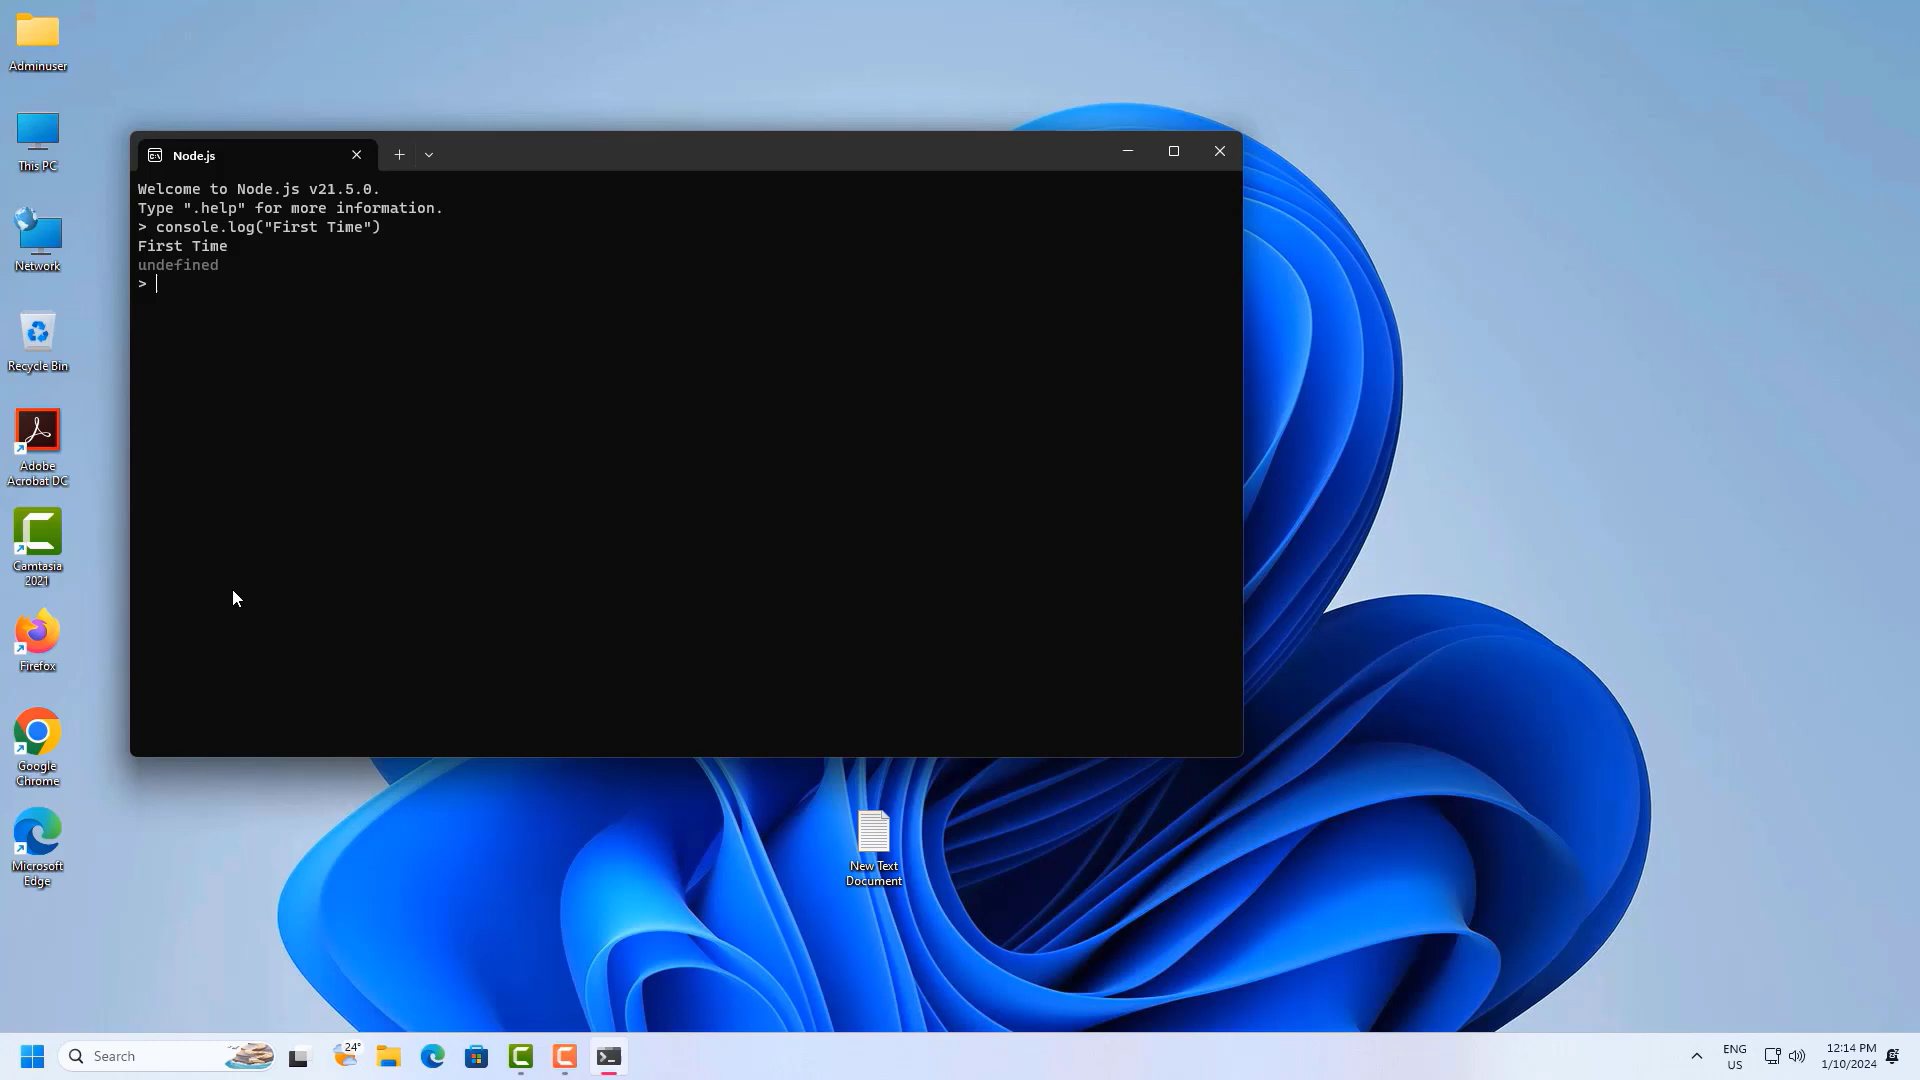 Adminuser
This PC
Network
Recycle Bin
Adobe
Acrobat DC
Camtasia
2021
Firefox
Google
Chrome
Microsoft
Edge
Node.js
Welcome to Node.js v21.5.0.
Type ".help" for more information.
> console.log("First Time")
First Time
undefined
>
New Text
Document
Search
24°
ENG
US
12:14 PM
1/10/2024